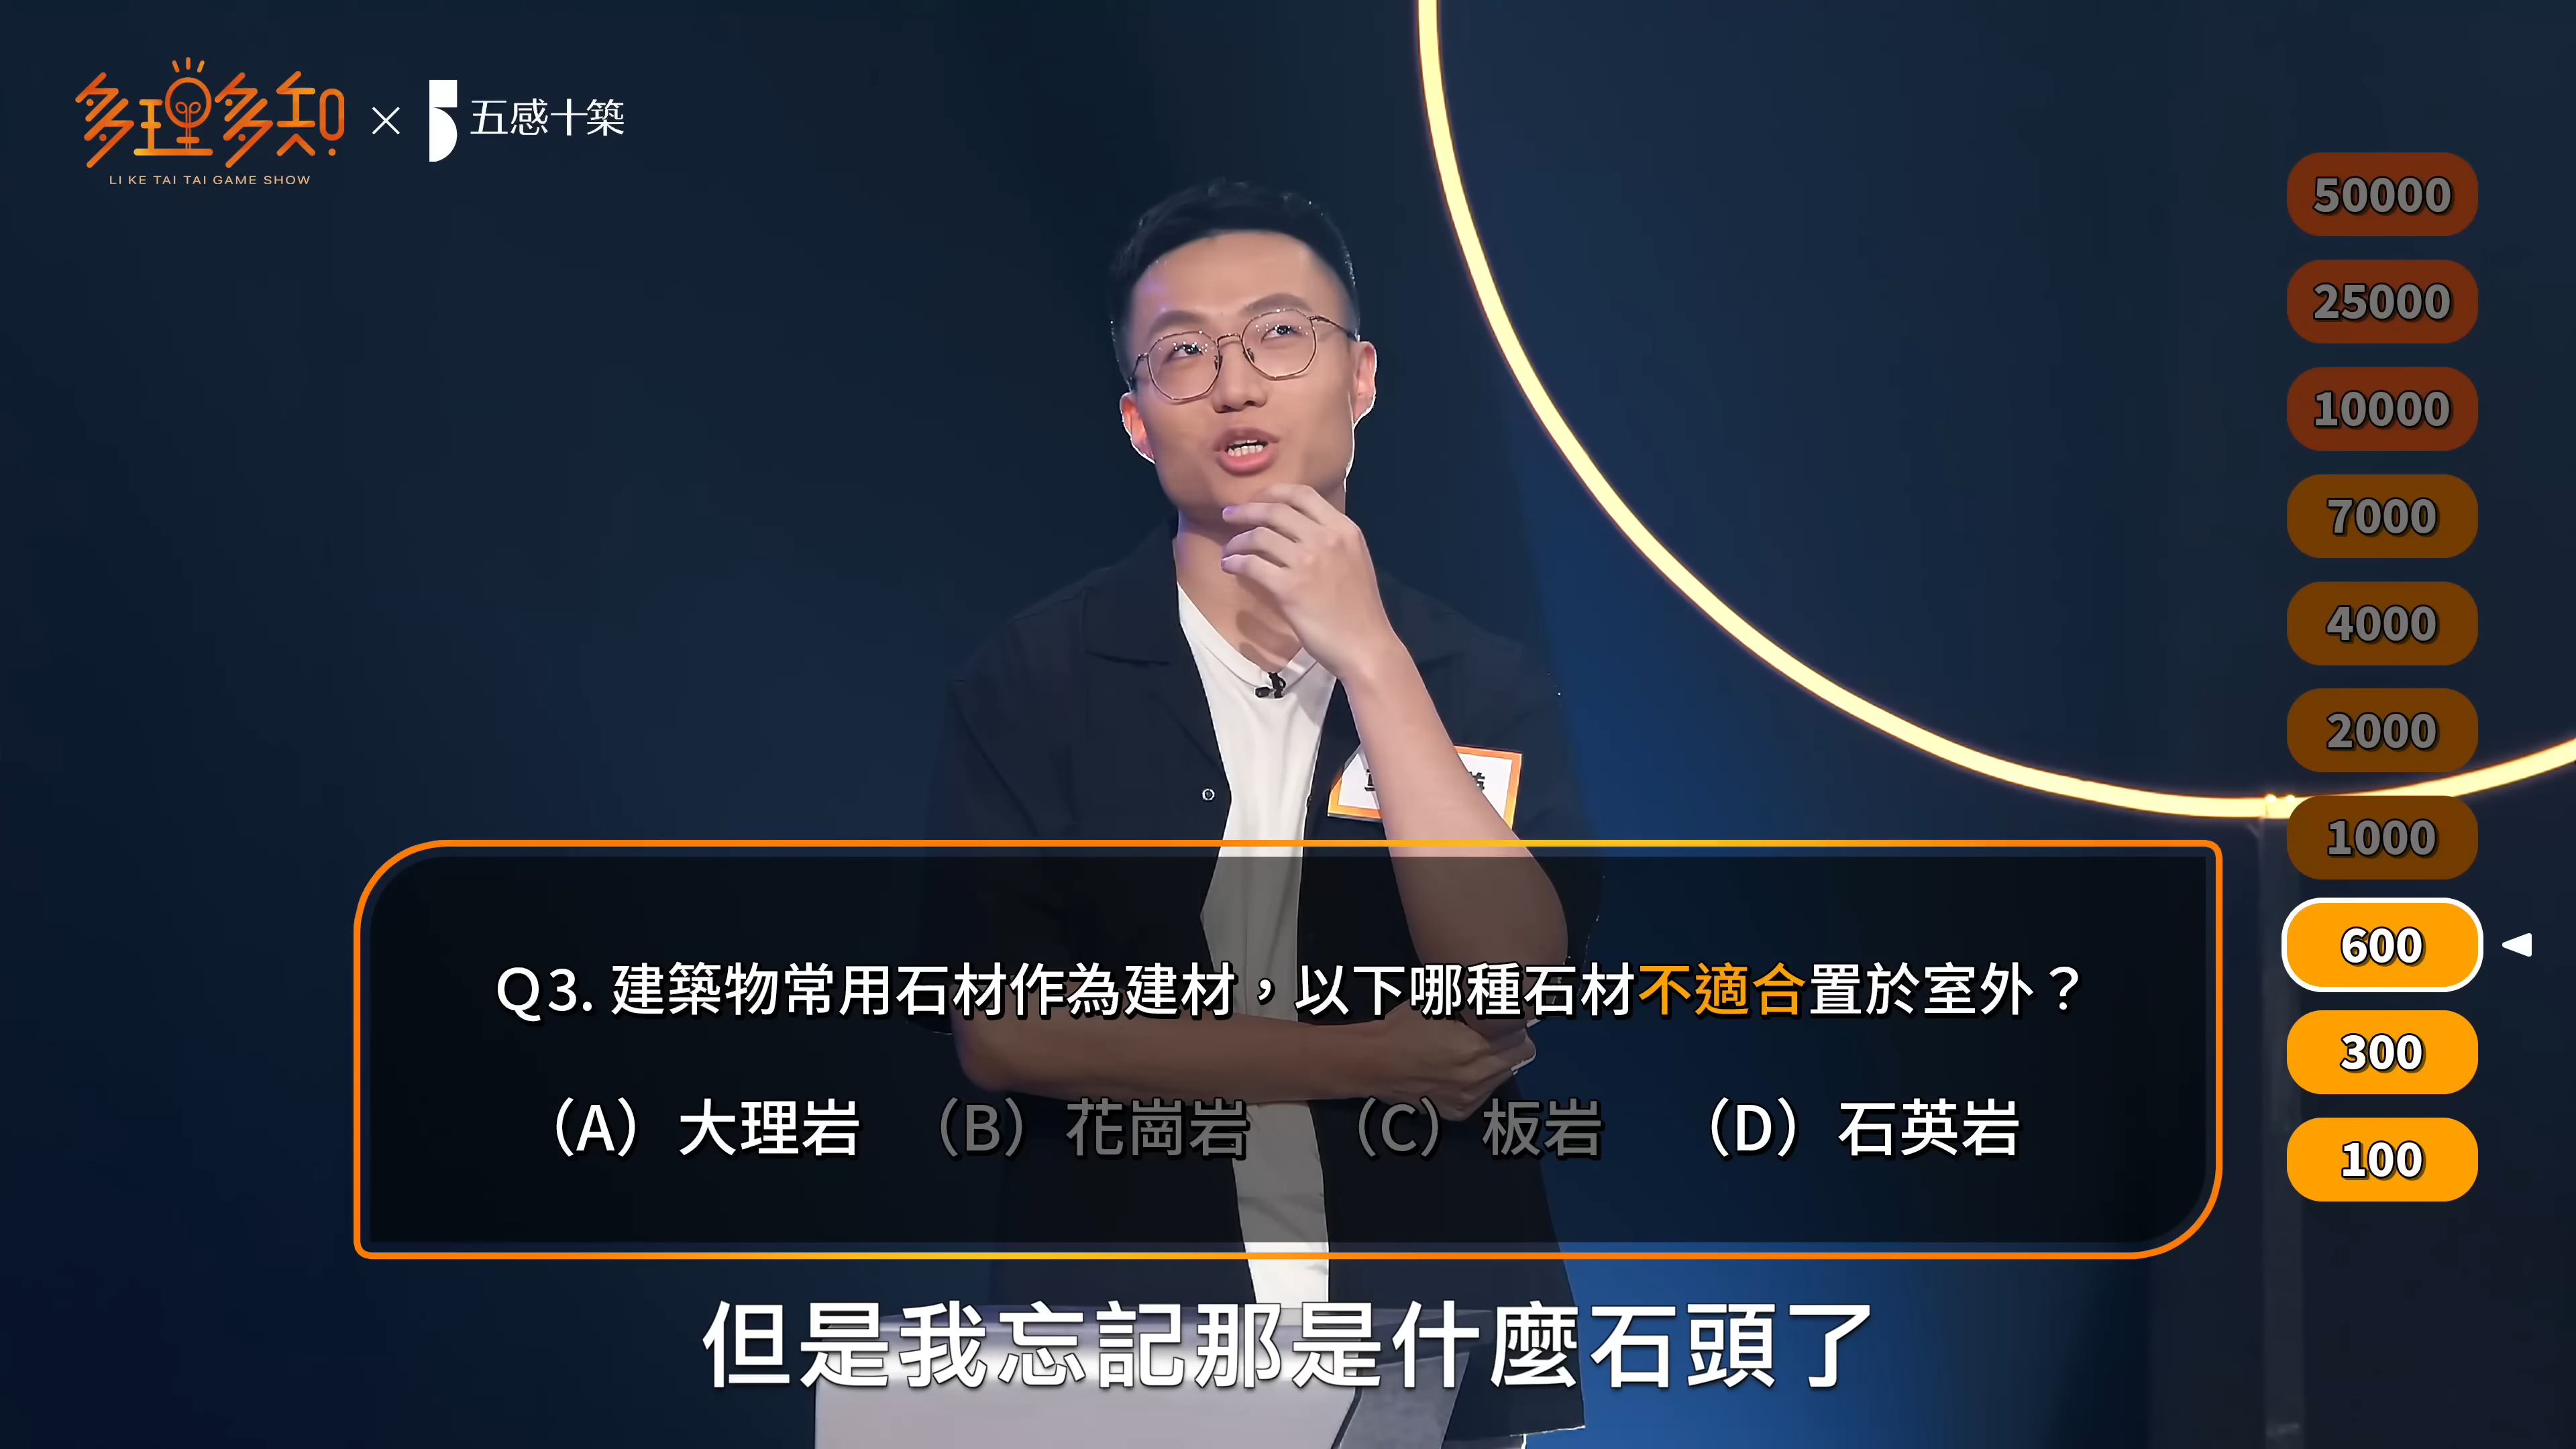 多理多知
LI KE TAI TAI GAME SHOW
×
五感十築
50000
25000
10000
7000
4000
2000
1000
600
300
100
Q3. 建築物常用石材作為建材，以下哪種石材不適合置於室外？
（A）大理岩 （B）花崗岩 （C）板岩 （D）石英岩
但是我忘記那是什麼石頭了